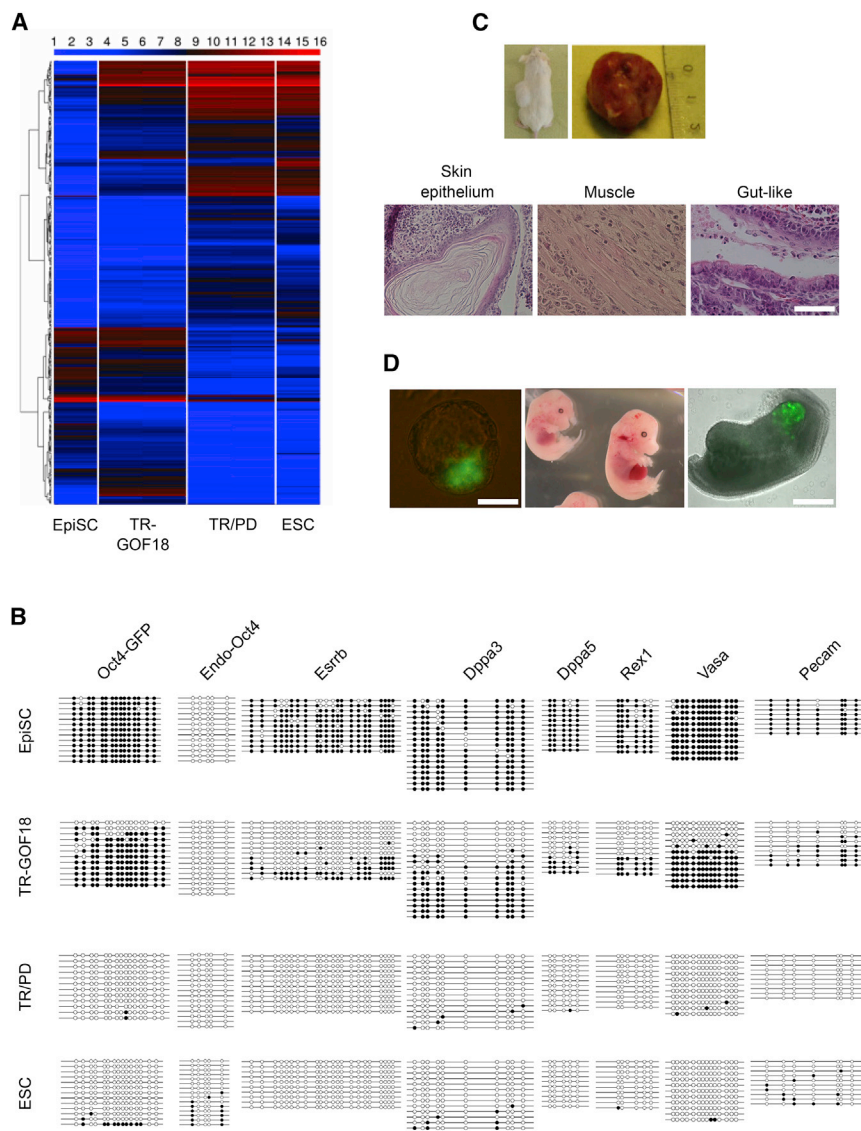 A
1 2 3 4 5 6 7 8 9 10 11 12 13 14 15 16
EpiSC TR-GOF18 TR/PD ESC
C
Skin epithelium Muscle Gut-like
D
B
Oct4-GFP Endo-Oct4 Esrrb Dppa3 Dppa5 Rex1 Vasa Pecam
EpiSC
TR-GOF18
TR/PD
ESC